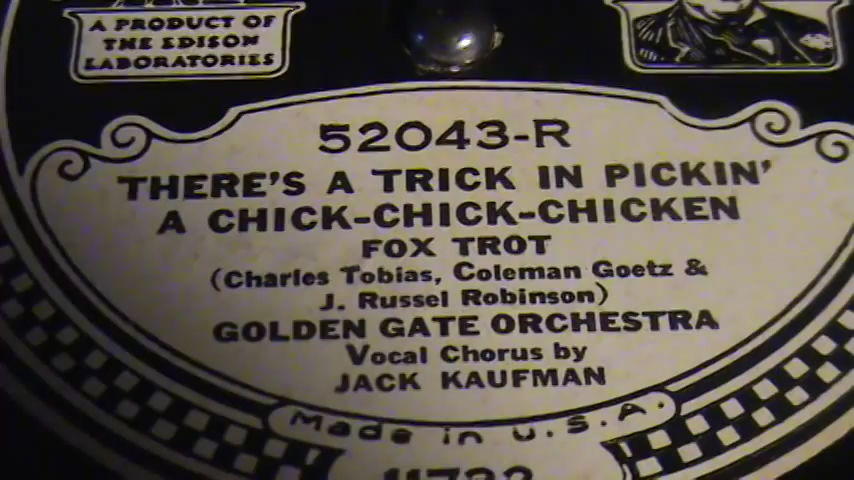 A PRODUCT OF
THE EDISON
LABORATORIES
52043-R
THERE'S A TRICK IN PICKIN'
A CHICK-CHICK-CHICKEN
FOX TROT
(Charles Tobias, Coleman Goetz &
J. Russel Robinson)
GOLDEN GATE ORCHESTRA
Vocal Chorus by
JACK KAUFMAN
Made in U.S.A.